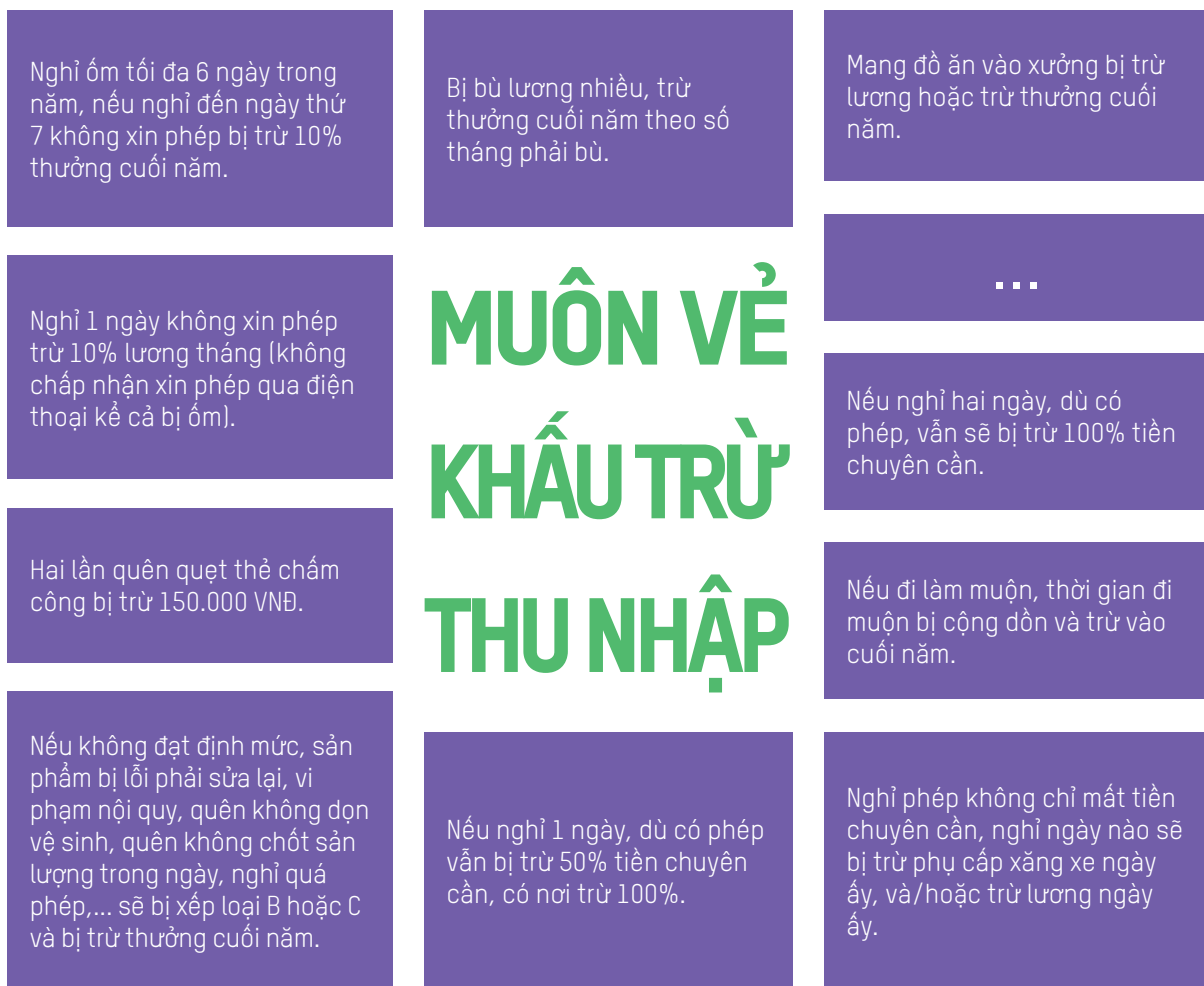 Nghỉ ốm tối đa 6 ngày trong
năm, nếu nghỉ đến ngày thứ
7 không xin phép bị trừ 10%
thưởng cuối năm.
Nghỉ 1 ngày không xin phép
trừ 10% lương tháng (không
chấp nhận xin phép qua điện
thoại kể cả bị ốm).
Hai lần quên quẹt thẻ chấm
công bị trừ 150.000 VNĐ.
Nếu không đạt định mức, sản
phẩm bị lỗi phải sửa lại, vi
phạm nội quy, quên không dọn
vệ sinh, quên không chốt sản
lượng trong ngày, nghỉ quá
phép,... sẽ bị xếp loại B hoặc C
và bị trừ thưởng cuối năm.
Bị bù lương nhiều, trừ
thưởng cuối năm theo số
tháng phải bù.
MUÔN VẺ
KHẤU TRỪ
THU NHẬP
Nếu nghỉ 1 ngày, dù có phép
vẫn bị trừ 50% tiền chuyên
cần, có nơi trừ 100%.
Mang đồ ăn vào xưởng bị trừ
lương hoặc trừ thưởng cuối
năm.
...
Nếu nghỉ hai ngày, dù có
phép, vẫn sẽ bị trừ 100% tiền
chuyên cần.
Nếu đi làm muộn, thời gian đi
muộn bị cộng dồn và trừ vào
cuối năm.
Nghỉ phép không chỉ mất tiền
chuyên cần, nghỉ ngày nào sẽ
bị trừ phụ cấp xăng xe ngày
ấy, và/hoặc trừ lương ngày
ấy.